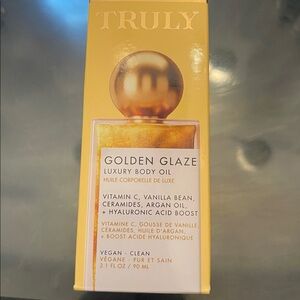 TRULY
GOLDEN GLAZE
LUXURY BODY OIL
HUILE CORPORELLE DE LUXE
VITAMIN C, VANILLA BEAN,
CERAMIDES, ARGAN OIL,
+ HYALURONIC ACID BOOST
VITAMINE C, GOUSSE DE VANILLE,
CÉRAMIDES, HUILE D'ARGAN,
+ BOOST ACIDE HYALURONIQUE
VEGAN · CLEAN
VÉGANE · PUR ET SAIN
3.1 FL OZ / 90 ML